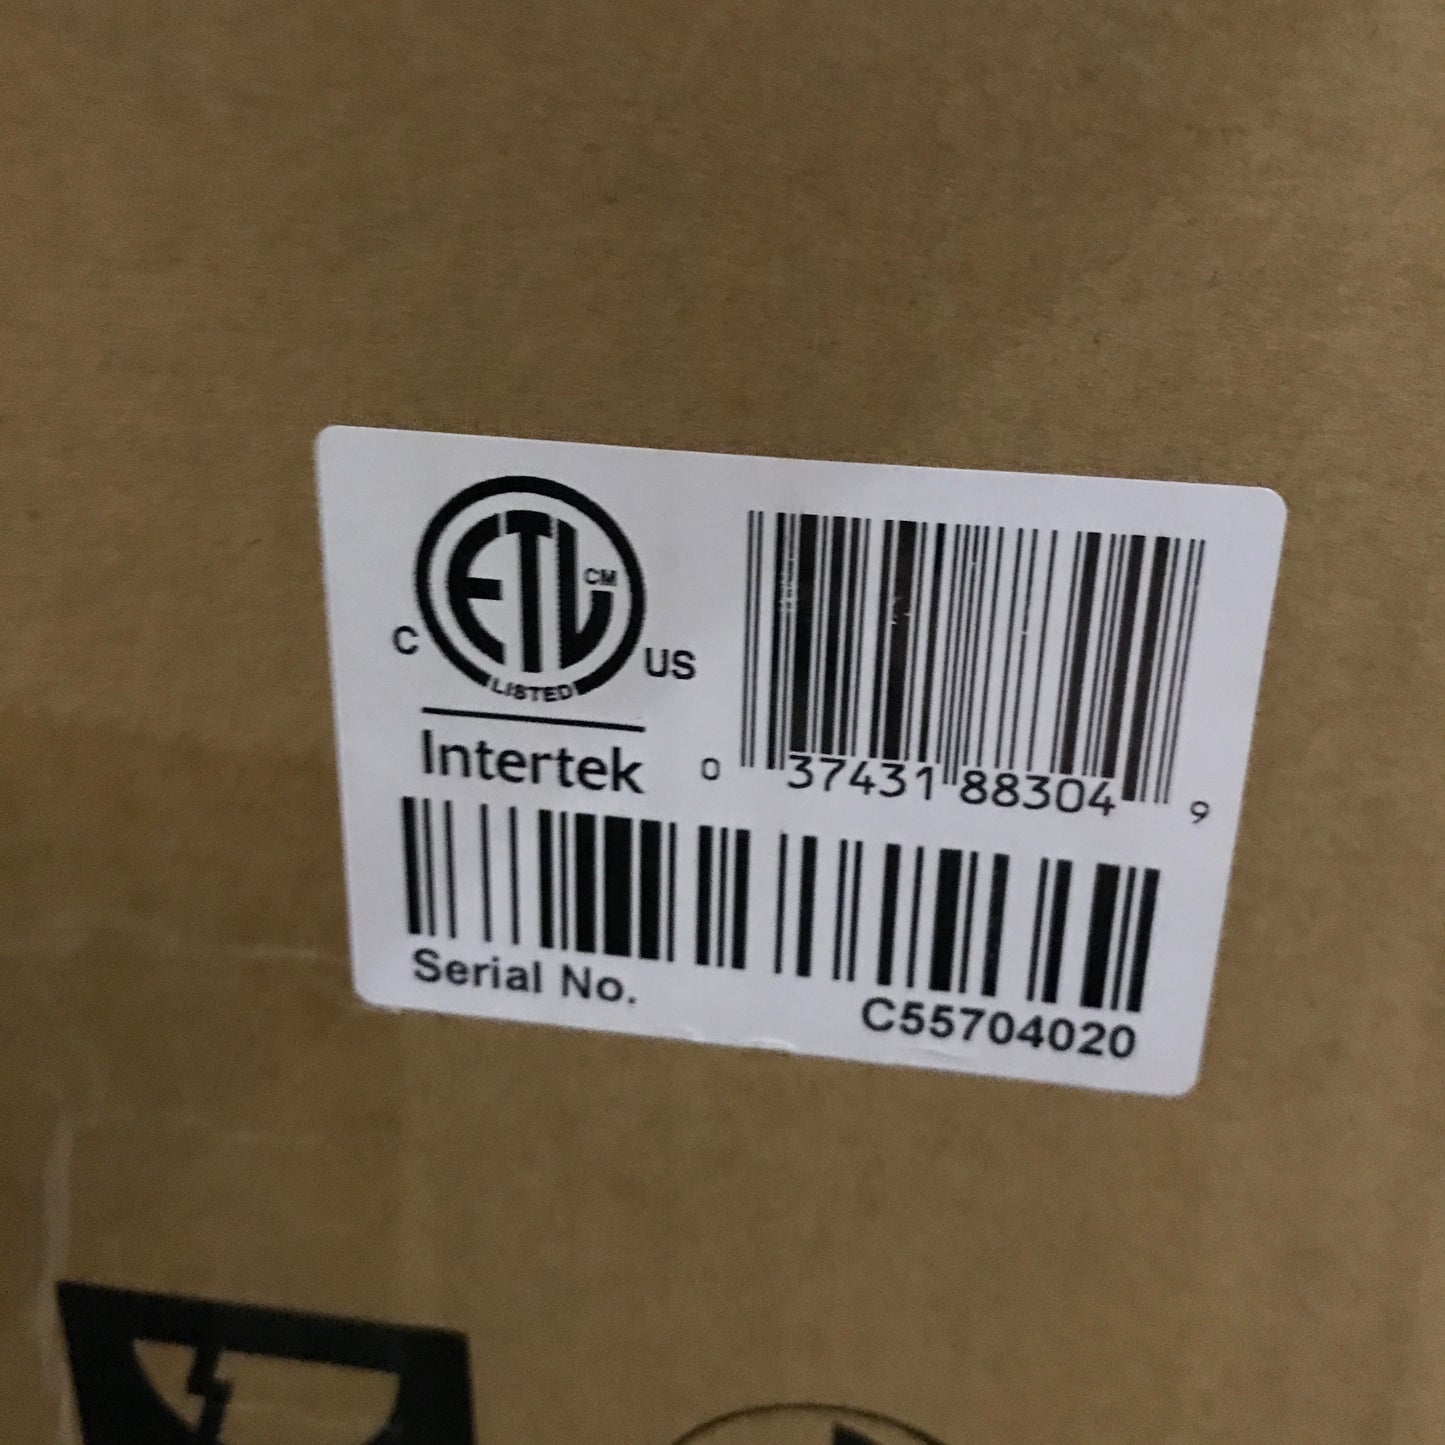 ETL CM
C US
LISTED
Intertek
0 37431 88304 9
Serial No.
C55704020